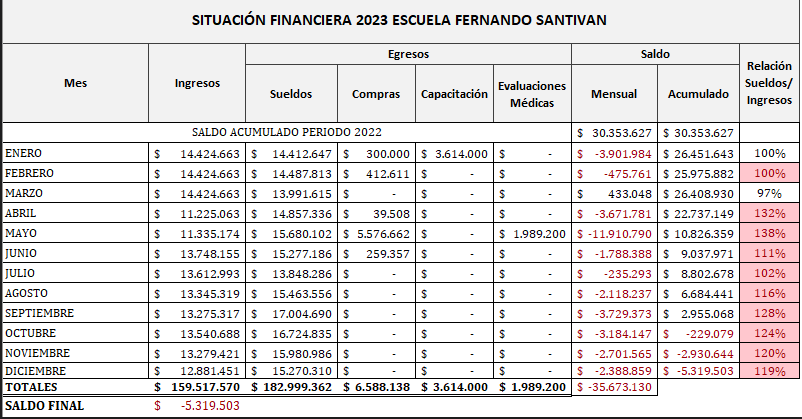 SITUACIÓN FINANCIERA 2023 ESCUELA FERNANDO SANTIVAN
Mes Ingresos Egresos Saldo Relación Sueldos/ Ingresos
Sueldos Compras Capacitación Evaluaciones Médicas Mensual Acumulado
SALDO ACUMULADO PERIODO 2022 $ 30.353.627 $ 30.353.627
ENERO $ 14.424.663 $ 14.412.647 $ 300.000 $ 3.614.000 $ - $ -3.901.984 $ 26.451.643 100%
FEBRERO $ 14.424.663 $ 14.487.813 $ 412.611 $ - $ - $ -475.761 $ 25.975.882 100%
MARZO $ 14.424.663 $ 13.991.615 $ - $ - $ - $ 433.048 $ 26.408.930 97%
ABRIL $ 11.225.063 $ 14.857.336 $ 39.508 $ - $ - $ -3.671.781 $ 22.737.149 132%
MAYO $ 11.335.174 $ 15.680.102 $ 5.576.662 $ - $ 1.989.200 $ -11.910.790 $ 10.826.359 138%
JUNIO $ 13.748.155 $ 15.277.186 $ 259.357 $ - $ - $ -1.788.388 $ 9.037.971 111%
JULIO $ 13.612.993 $ 13.848.286 $ - $ - $ - $ -235.293 $ 8.802.678 102%
AGOSTO $ 13.345.319 $ 15.463.556 $ - $ - $ - $ -2.118.237 $ 6.684.441 116%
SEPTIEMBRE $ 13.275.317 $ 17.004.690 $ - $ - $ - $ -3.729.373 $ 2.955.068 128%
OCTUBRE $ 13.540.688 $ 16.724.835 $ - $ - $ - $ -3.184.147 $ -229.079 124%
NOVIEMBRE $ 13.279.421 $ 15.980.986 $ - $ - $ - $ -2.701.565 $ -2.930.644 120%
DICIEMBRE $ 12.881.451 $ 15.270.310 $ - $ - $ - $ -2.388.859 $ -5.319.503 119%
TOTALES $ 159.517.570 $ 182.999.362 $ 6.588.138 $ 3.614.000 $ 1.989.200 $ -35.673.130
SALDO FINAL $ -5.319.503